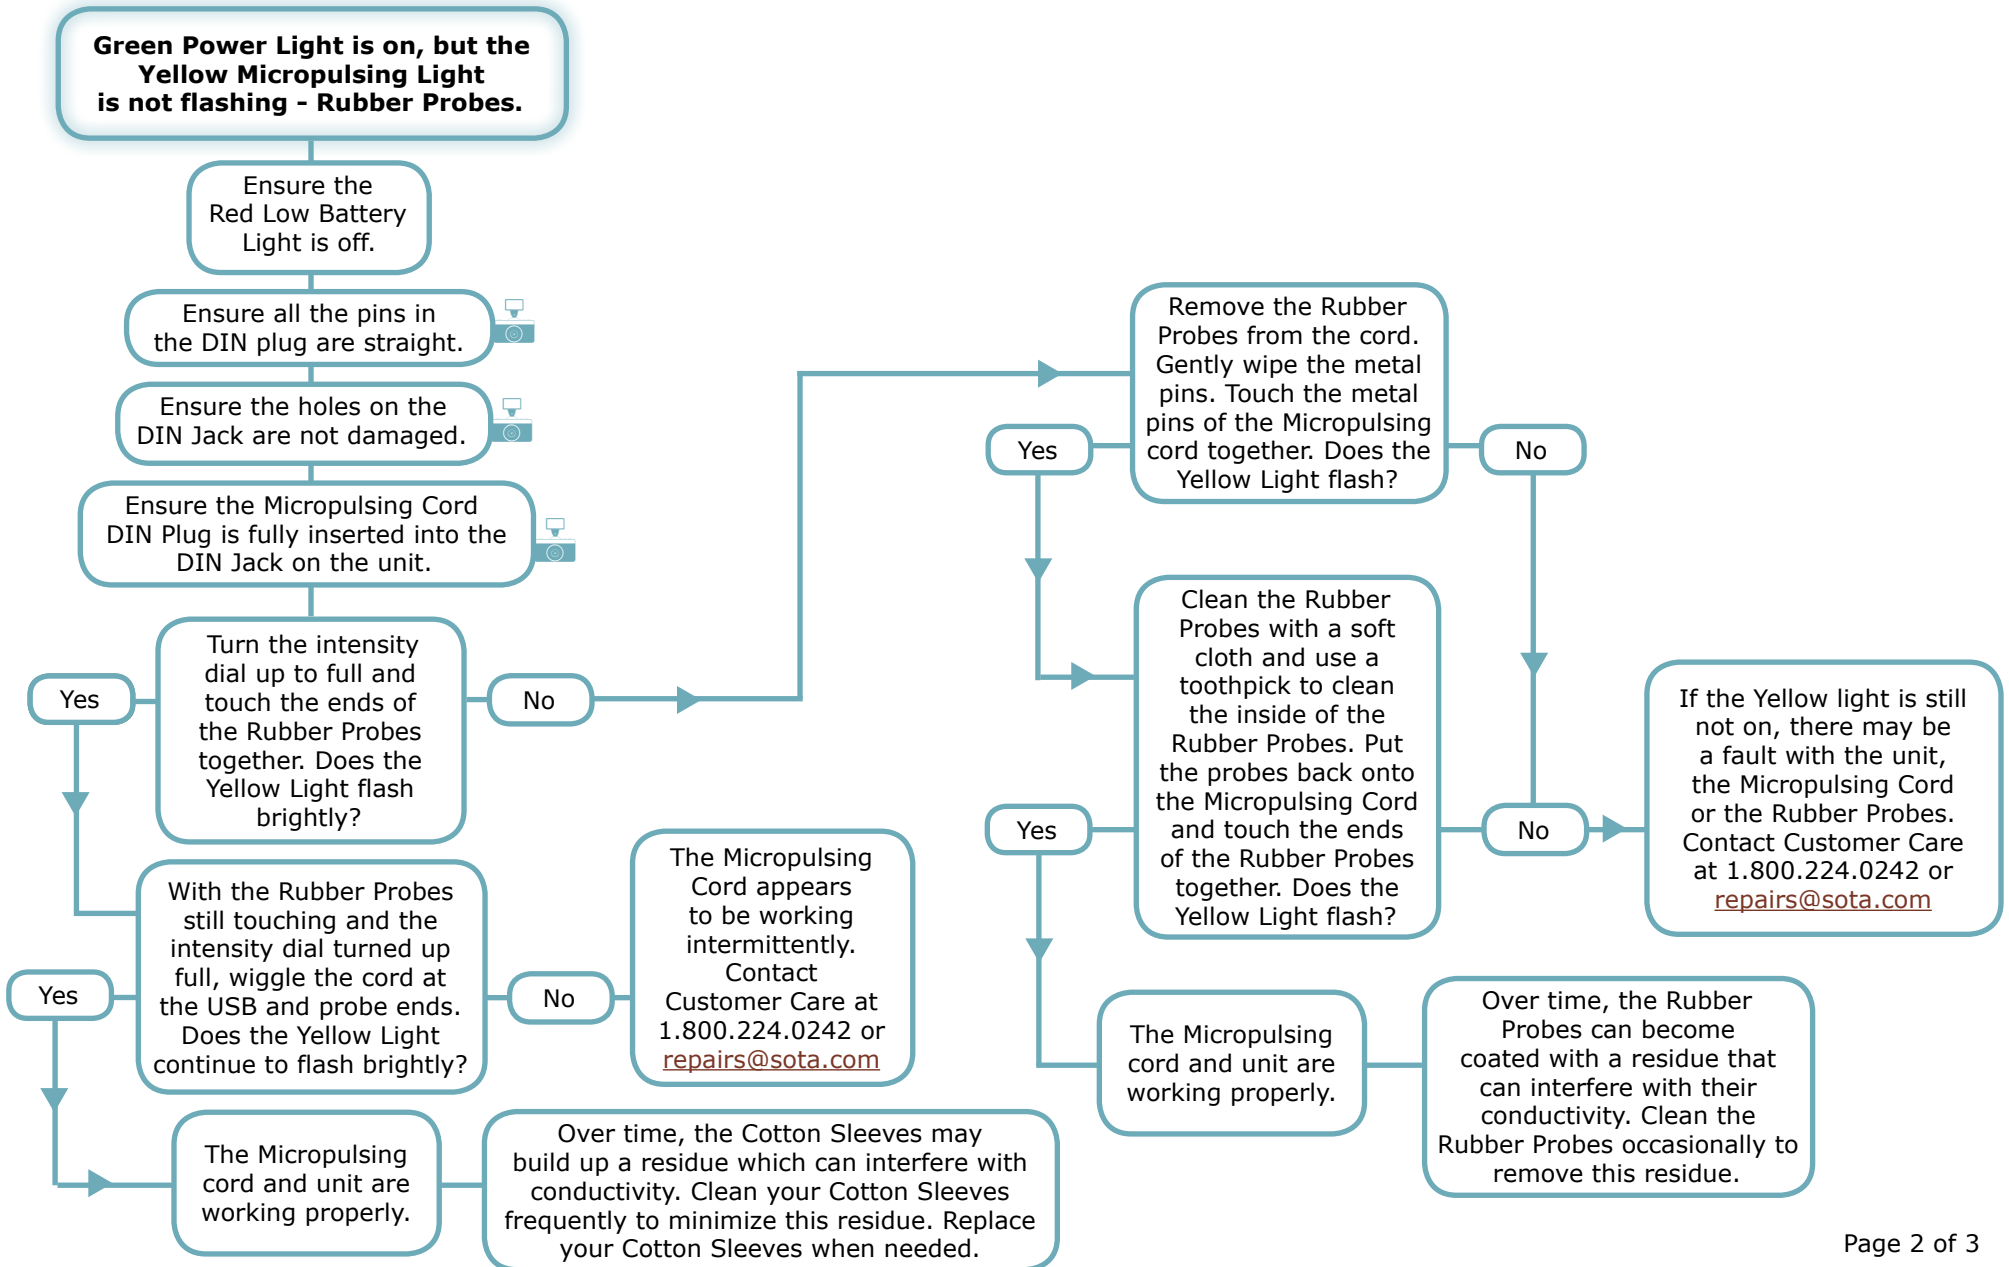 Green Power Light is on, but the
Yellow Micropulsing Light
is not flashing – Rubber Probes.
Ensure the
Red Low Battery
Light is off.
Ensure all the pins in
the DIN plug are straight.
Ensure the holes on the
DIN Jack are not damaged.
Ensure the Micropulsing Cord
DIN Plug is fully inserted into the
DIN Jack on the unit.
Turn the intensity
dial up to full and
touch the ends of
the Rubber Probes
together. Does the
Yellow Light flash
brightly?
Yes
No
With the Rubber Probes
still touching and the
intensity dial turned up
full, wiggle the cord at
the USB and probe ends.
Does the Yellow Light
continue to flash brightly?
Yes
No
The Micropulsing
Cord appears
to be working
intermittently.
Contact
Customer Care at
1.800.224.0242 or
repairs@sota.com
The Micropulsing
cord and unit are
working properly.
Over time, the Cotton Sleeves may
build up a residue which can interfere with
conductivity. Clean your Cotton Sleeves
frequently to minimize this residue. Replace
your Cotton Sleeves when needed.
Remove the Rubber
Probes from the cord.
Gently wipe the metal
pins. Touch the metal
pins of the Micropulsing
cord together. Does the
Yellow Light flash?
Yes
No
Clean the Rubber
Probes with a soft
cloth and use a
toothpick to clean
the inside of the
Rubber Probes. Put
the probes back onto
the Micropulsing Cord
and touch the ends
of the Rubber Probes
together. Does the
Yellow Light flash?
Yes
No
If the Yellow light is still
not on, there may be
a fault with the unit,
the Micropulsing Cord
or the Rubber Probes.
Contact Customer Care
at 1.800.224.0242 or
repairs@sota.com
The Micropulsing
cord and unit are
working properly.
Over time, the Rubber
Probes can become
coated with a residue that
can interfere with their
conductivity. Clean the
Rubber Probes occasionally to
remove this residue.
Page 2 of 3